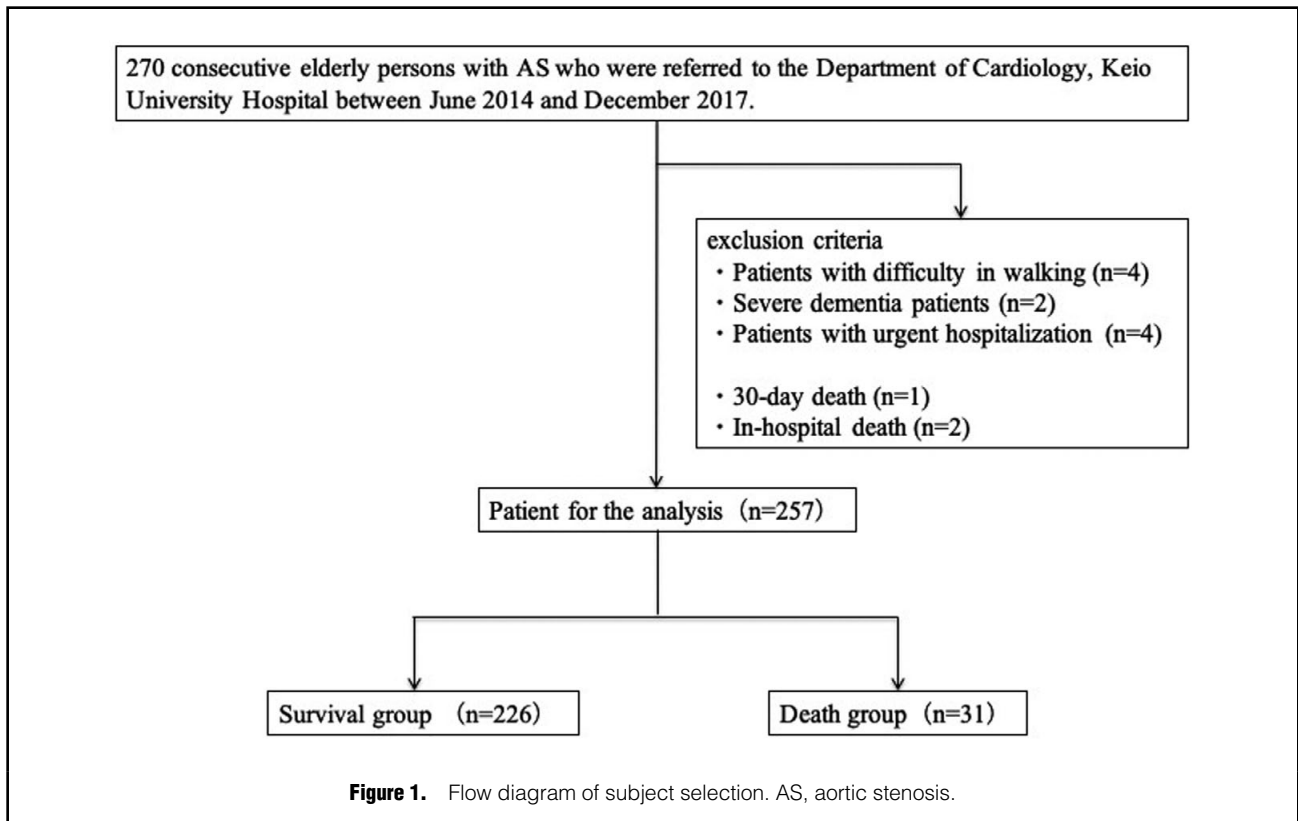 270 consecutive elderly persons with AS who were referred to the Department of Cardiology, Keio
University Hospital between June 2014 and December 2017.
exclusion criteria
・Patients with difficulty in walking (n=4)
・Severe dementia patients (n=2)
・Patients with urgent hospitalization (n=4)
・30-day death (n=1)
・In-hospital death (n=2)
Patient for the analysis（n=257）
Survival group （n=226）
Death group（n=31）
Figure 1. Flow diagram of subject selection. AS, aortic stenosis.